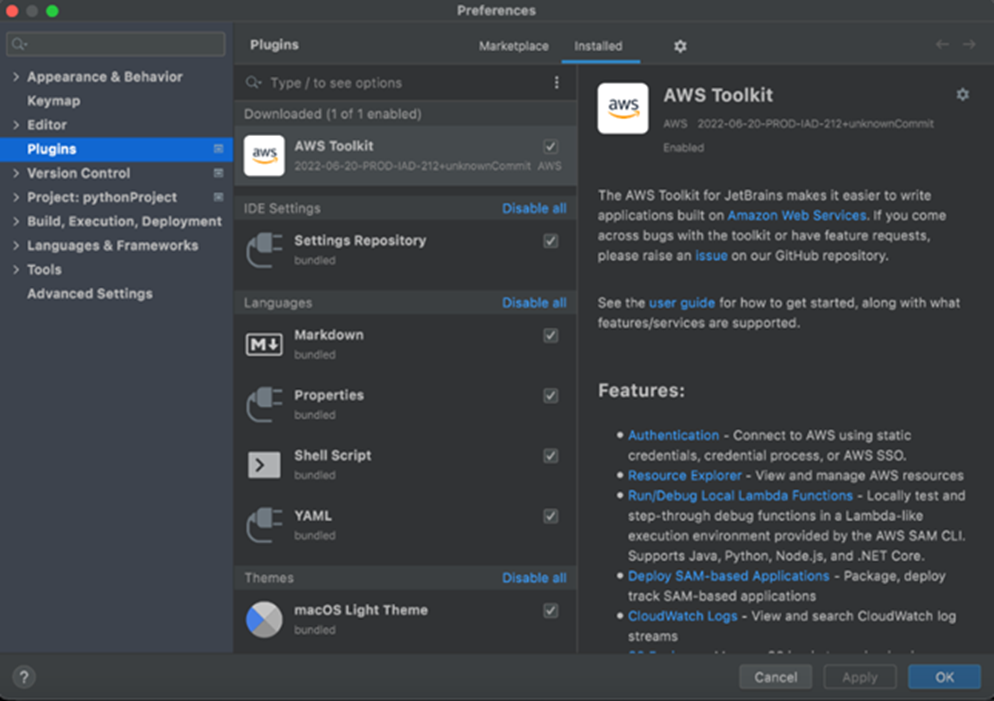 Preferences
Appearance & Behavior
Keymap
Editor
Plugins
Version Control
Project: pythonProject
Build, Execution, Deployment
Languages & Frameworks
Tools
Advanced Settings
Plugins
Marketplace
Installed
Type / to see options
Downloaded (1 of 1 enabled)
aws
AWS Toolkit
2022-06-20-PROD-IAD-212+unknownCommit AWS
IDE Settings
Disable all
Settings Repository
bundled
Languages
Disable all
M
Markdown
bundled
Properties
bundled
Shell Script
bundled
YAML
bundled
Themes
Disable all
macOS Light Theme
bundled
aws
AWS Toolkit
AWS 2022-06-20-PROD-IAD-212+unknownCommit
Enabled
The AWS Toolkit for JetBrains makes it easier to write
applications built on Amazon Web Services. If you come
across bugs with the toolkit or have feature requests,
please raise an issue on our GitHub repository.
See the user guide for how to get started, along with what
features/services are supported.
Features:
Authentication - Connect to AWS using static
credentials, credential process, or AWS SSO.
Resource Explorer - View and manage AWS resources
Run/Debug Local Lambda Functions - Locally test and
step-through debug functions in a Lambda-like
execution environment provided by the AWS SAM CLI.
Supports Java, Python, Node.js, and .NET Core.
Deploy SAM-based Applications - Package, deploy
track SAM-based applications
CloudWatch Logs - View and search CloudWatch log
streams
?
Cancel
Apply
OK